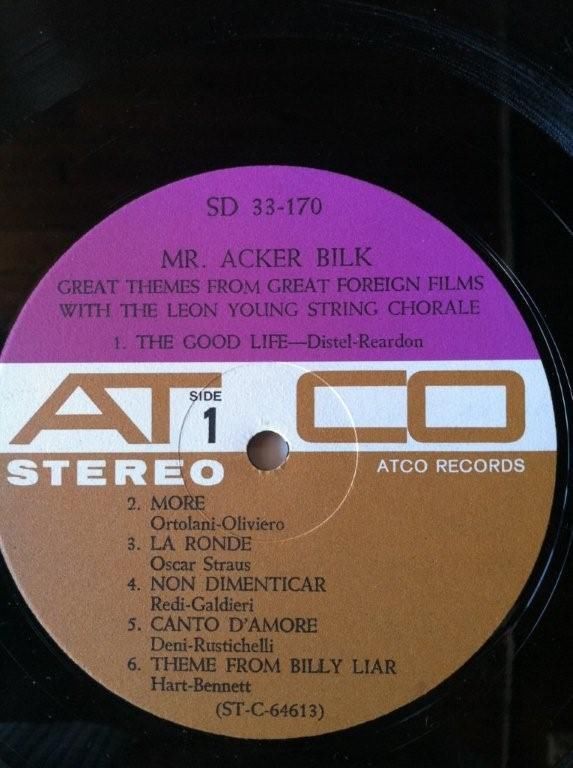 SD 33-170
MR. ACKER BILK
GREAT THEMES FROM GREAT FOREIGN FILMS
WITH THE LEON YOUNG STRING CHORALE
1. THE GOOD LIFE—Distel-Reardon
ATCO
SIDE
1
STEREO
ATCO RECORDS
2. MORE
Ortolani-Oliviero
3. LA RONDE
Oscar Straus
4. NON DIMENTICAR
Redi-Galdieri
5. CANTO D'AMORE
Deni-Rustichelli
6. THEME FROM BILLY LIAR
Hart-Bennett
(ST-C-64613)